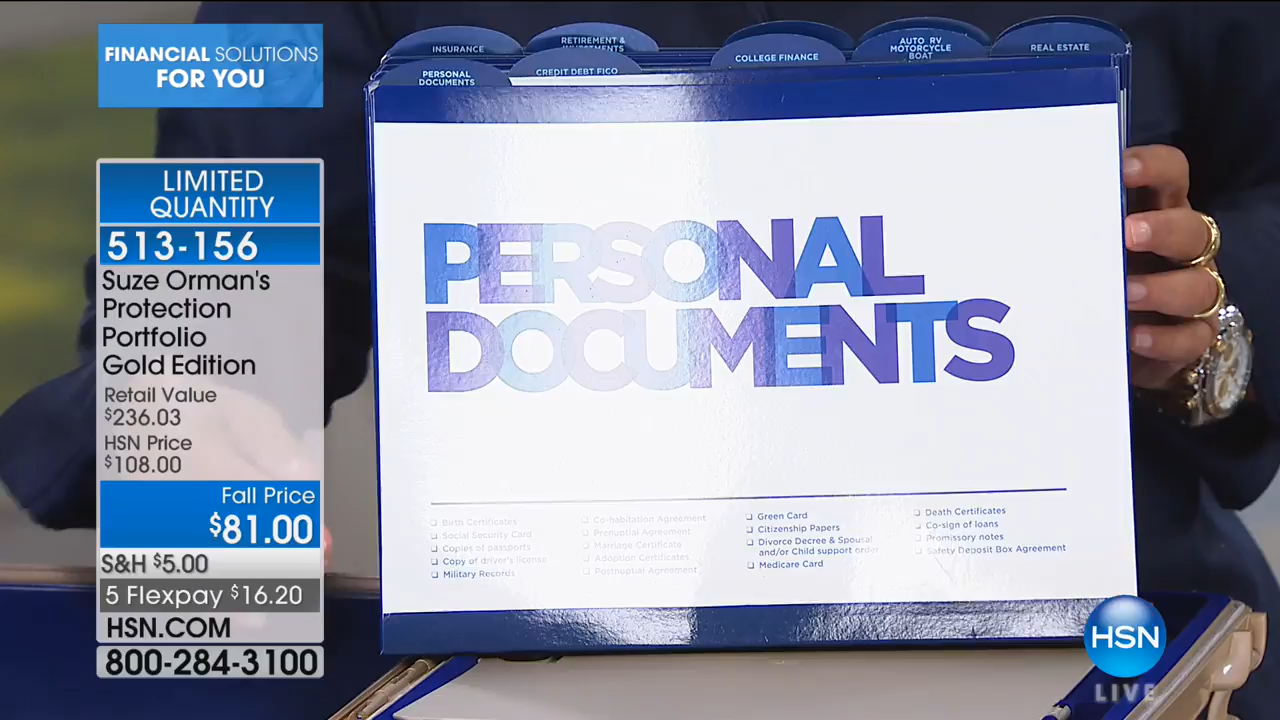 FINANCIAL SOLUTIONS
FOR YOU
LIMITED
QUANTITY
513-156
Suze Orman's
Protection
Portfolio
Gold Edition
Retail Value
$236.03
HSN Price
$108.00
Fall Price
$81.00
S&H $5.00
5 Flexpay $16.20
HSN.COM
800-284-3100
INSURANCE
RETIREMENT &
INVESTMENTS
COLLEGE FINANCE
AUTO RV
MOTORCYCLE
BOAT
REAL ESTATE
PERSONAL
DOCUMENTS
CREDIT DEBT FICO
PERSONAL
DOCUMENTS
Birth Certificates
Social Security Card
Copies of passports
Copy of driver's license
Military Records
Co-habitation Agreement
Prenuptial Agreement
Marriage Certificate
Adoption Certificates
Postnuptial Agreement
Green Card
Citizenship Papers
Divorce Decree & Spousal
and/or Child support order
Medicare Card
Death Certificates
Co-sign of loans
Promissory notes
Safety Deposit Box Agreement
HSN
LIVE